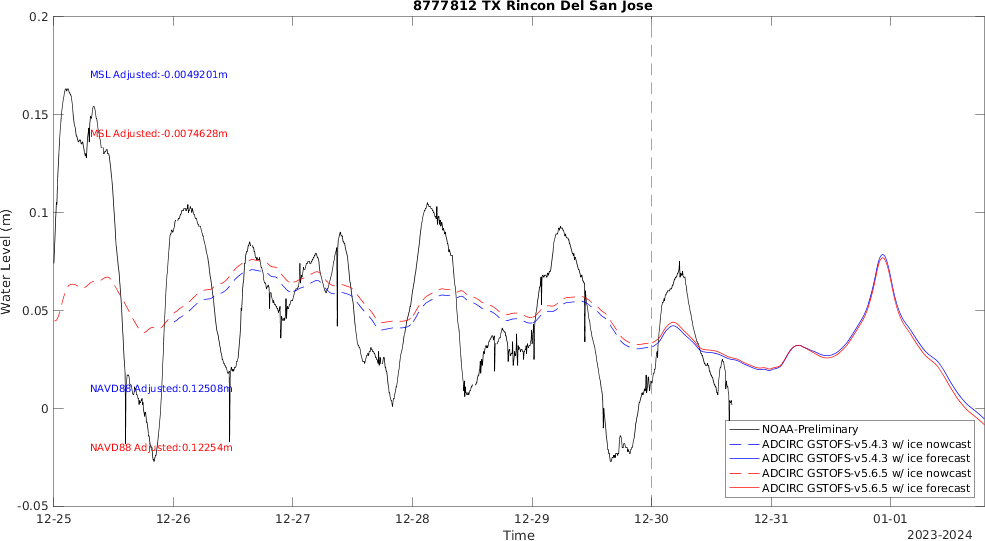 8777812 TX Rincon Del San Jose
0.2
0.15
0.1
0.05
0
-0.05
Water Level (m)
MSL Adjusted:-0.0049201m
MSL Adjusted:-0.0074628m
NAVD88 Adjusted:0.12508m
NAVD88 Adjusted:0.12254m
NOAA-Preliminary
ADCIRC GSTOFS-v5.4.3 w/ ice nowcast
ADCIRC GSTOFS-v5.4.3 w/ ice forecast
ADCIRC GSTOFS-v5.6.5 w/ ice nowcast
ADCIRC GSTOFS-v5.6.5 w/ ice forecast
12-25 12-26 12-27 12-28 12-29 12-30 12-31 01-01
Time
2023-2024